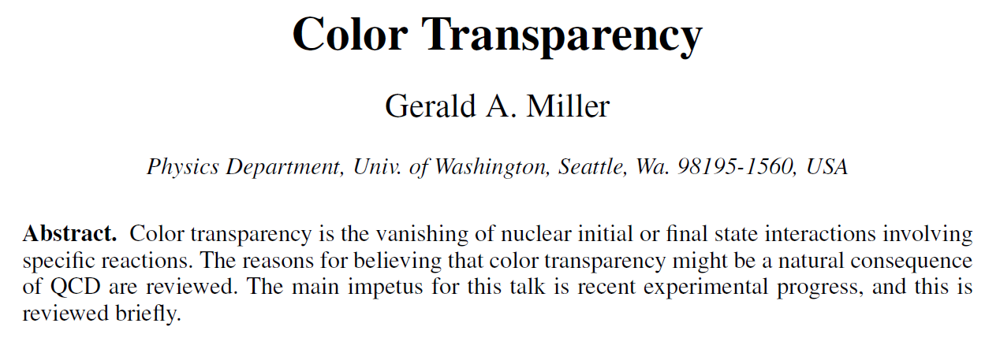 Color Transparency
Gerald A. Miller
Physics Department, Univ. of Washington, Seattle, Wa. 98195-1560, USA
Abstract. Color transparency is the vanishing of nuclear initial or final state interactions involving
specific reactions. The reasons for believing that color transparency might be a natural consequence
of QCD are reviewed. The main impetus for this talk is recent experimental progress, and this is
reviewed briefly.